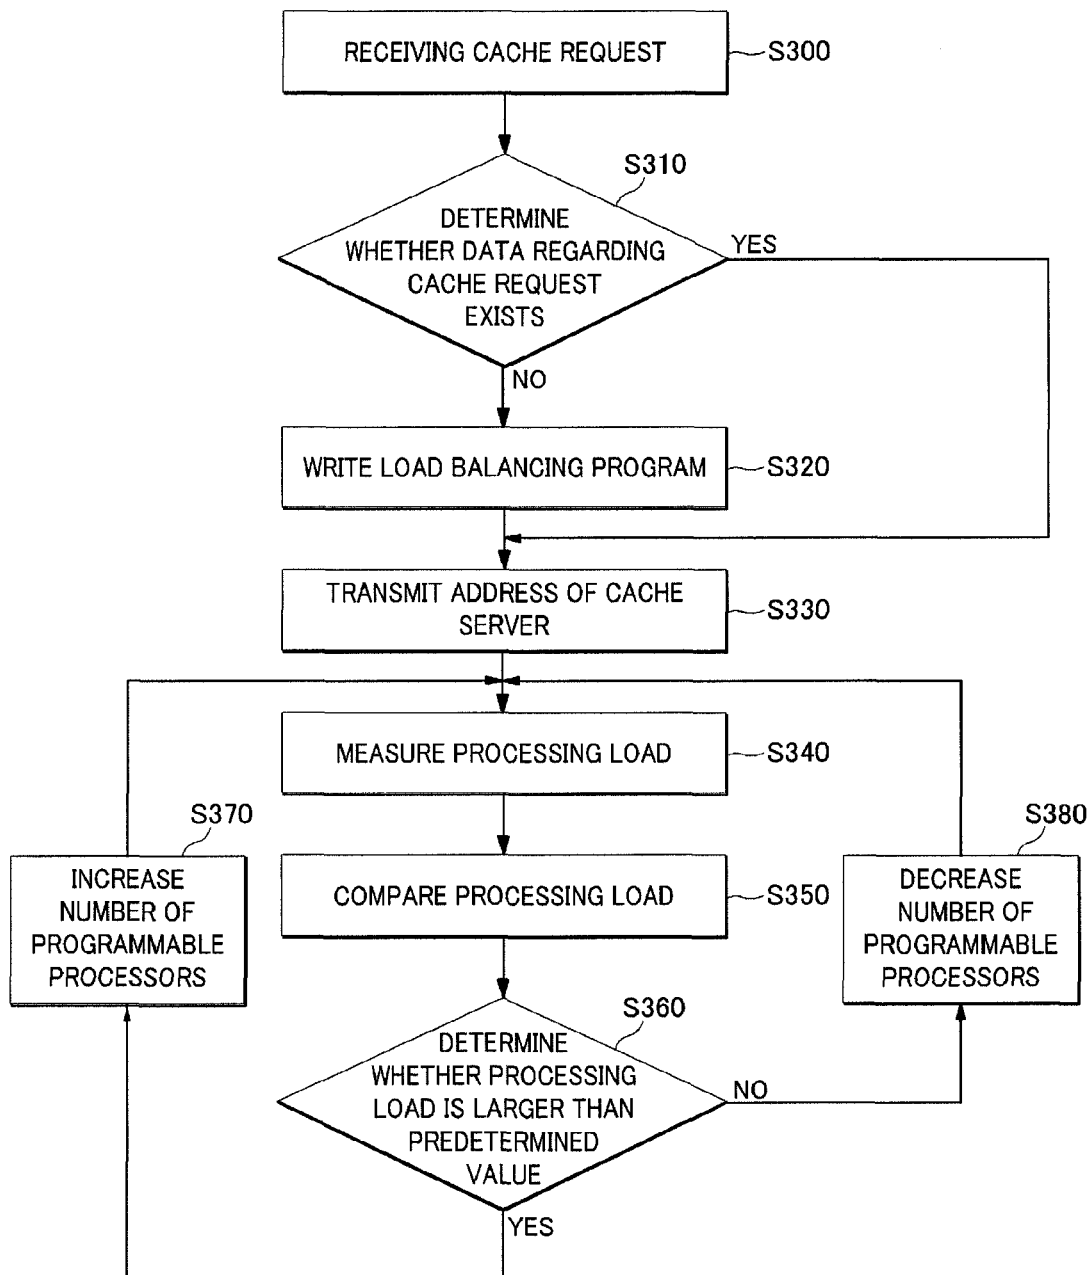 RECEIVING CACHE REQUEST
S300
S310
DETERMINE
WHETHER DATA REGARDING
CACHE REQUEST
EXISTS
YES
NO
WRITE LOAD BALANCING PROGRAM
S320
TRANSMIT ADDRESS OF CACHE
SERVER
S330
MEASURE PROCESSING LOAD
S340
S370
INCREASE
NUMBER OF
PROGRAMMABLE
PROCESSORS
COMPARE PROCESSING LOAD
S350
S380
DECREASE
NUMBER OF
PROGRAMMABLE
PROCESSORS
S360
DETERMINE
WHETHER PROCESSING
LOAD IS LARGER THAN
PREDETERMINED
VALUE
NO
YES